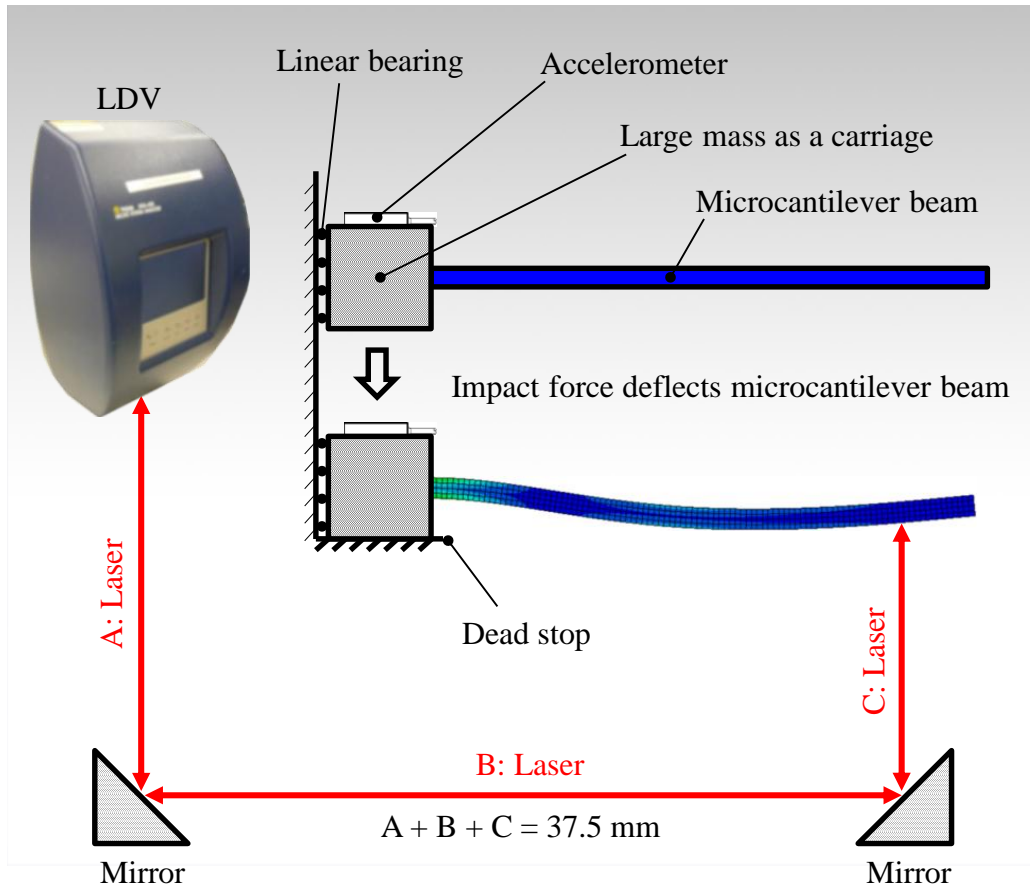 LDV
Linear bearing
Accelerometer
Large mass as a carriage
Microcantilever beam
Impact force deflects microcantilever beam
Dead stop
A: Laser
C: Laser
B: Laser
A + B + C = 37.5 mm
Mirror
Mirror